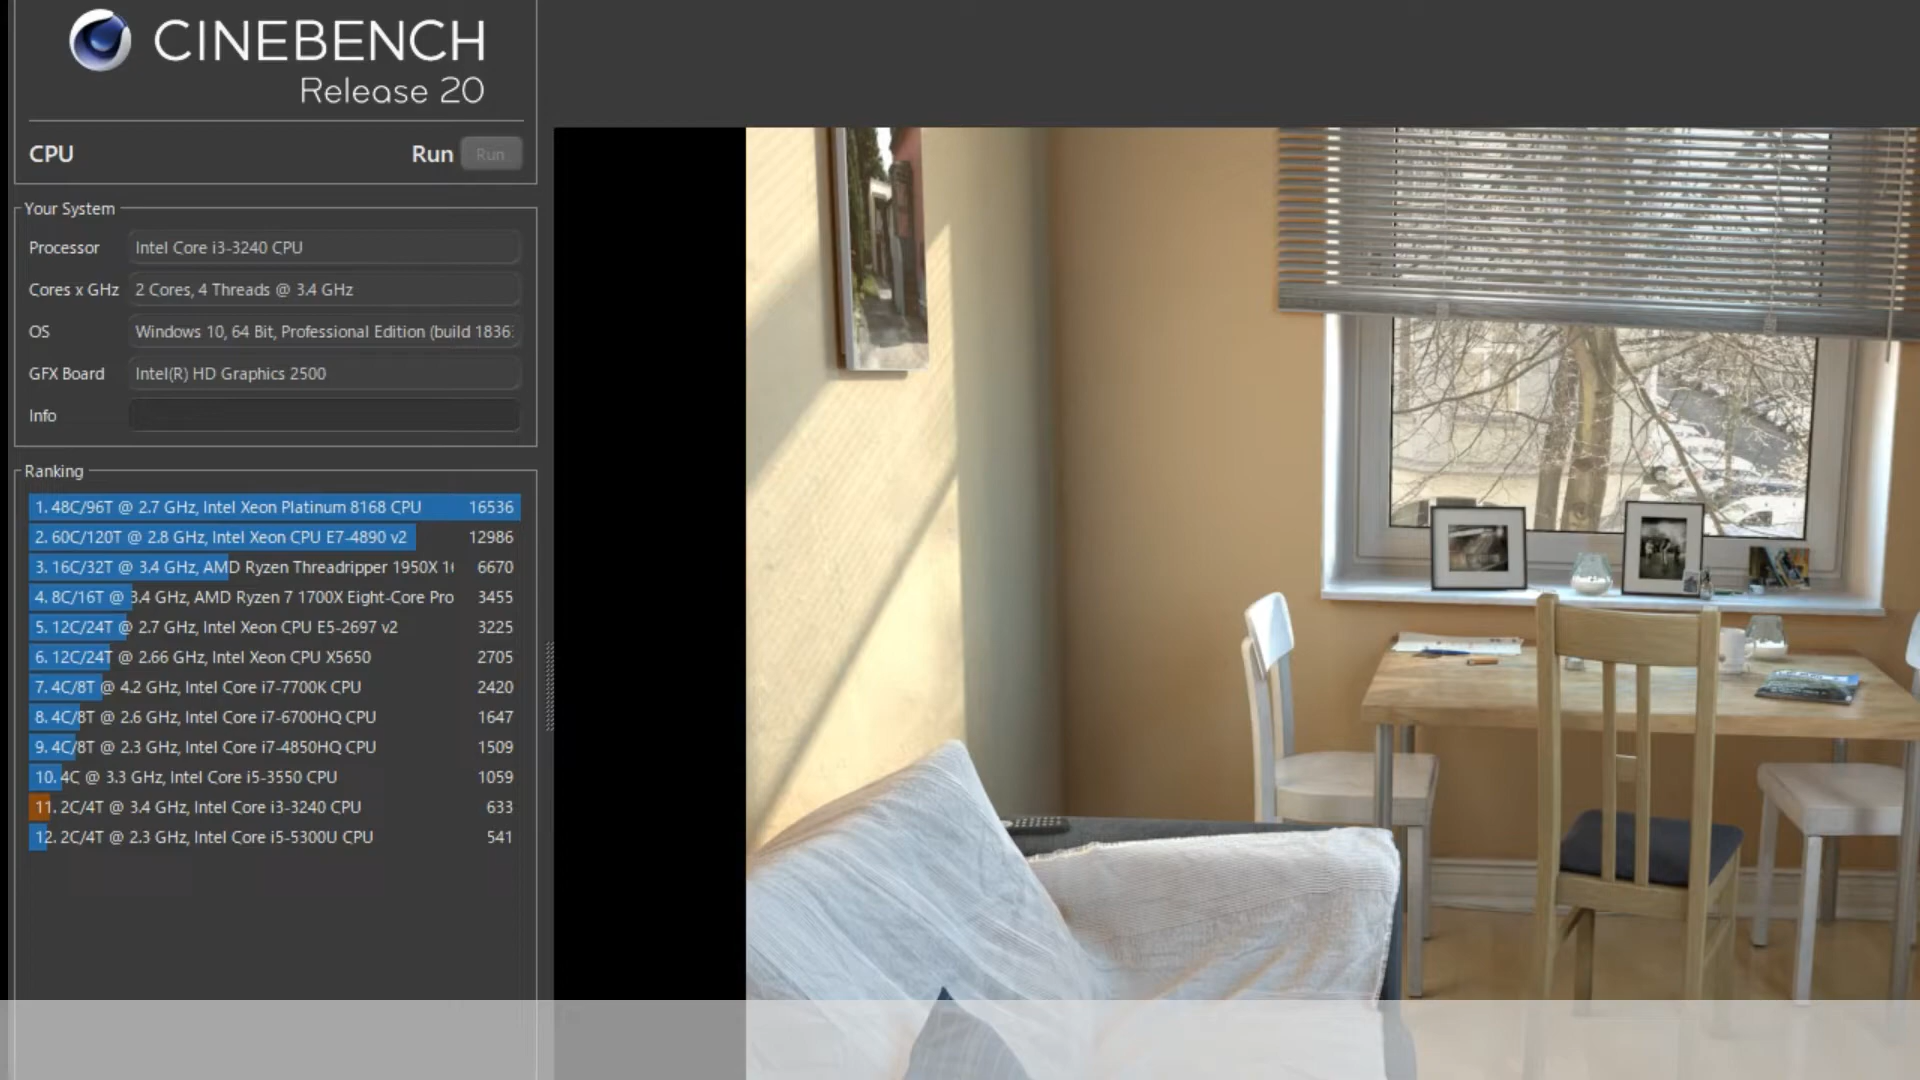 CINEBENCH
Release 20
CPU Run Run
Your System
Processor Intel Core i3-3240 CPU
Cores x GHz 2 Cores, 4 Threads @ 3.4 GHz
OS Windows 10, 64 Bit, Professional Edition (build 1836
GFX Board Intel(R) HD Graphics 2500
Info
Ranking
1. 48C/96T @ 2.7 GHz, Intel Xeon Platinum 8168 CPU 16536
2. 60C/120T @ 2.8 GHz, Intel Xeon CPU E7-4890 v2 12986
3. 16C/32T @ 3.4 GHz, AMD Ryzen Threadripper 1950X 16 6670
4. 8C/16T @ 3.4 GHz, AMD Ryzen 7 1700X Eight-Core Pro 3455
5. 12C/24T @ 2.7 GHz, Intel Xeon CPU E5-2697 v2 3225
6. 12C/24T @ 2.66 GHz, Intel Xeon CPU X5650 2705
7. 4C/8T @ 4.2 GHz, Intel Core i7-7700K CPU 2420
8. 4C/8T @ 2.6 GHz, Intel Core i7-6700HQ CPU 1647
9. 4C/8T @ 2.3 GHz, Intel Core i7-4850HQ CPU 1509
10. 4C @ 3.3 GHz, Intel Core i5-3550 CPU 1059
11. 2C/4T @ 3.4 GHz, Intel Core i3-3240 CPU 633
12. 2C/4T @ 2.3 GHz, Intel Core i5-5300U CPU 541